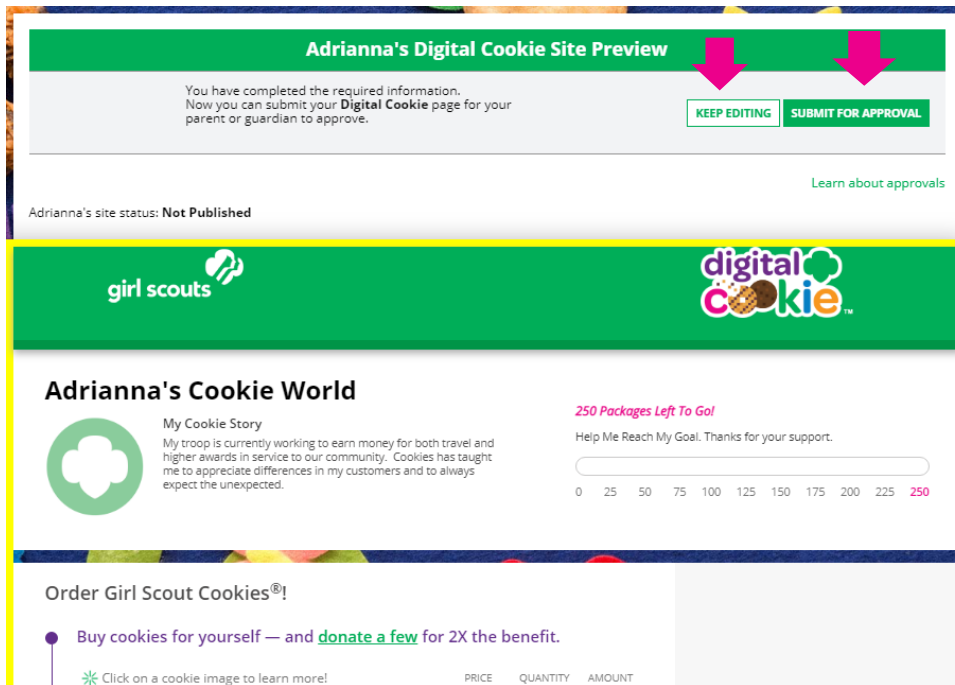 Adrianna's Digital Cookie Site Preview
You have completed the required information.
Now you can submit your Digital Cookie page for your
parent or guardian to approve.
KEEP EDITING
SUBMIT FOR APPROVAL
Learn about approvals
Adrianna's site status: Not Published
girl scouts
digital
cookie™
Adrianna's Cookie World
My Cookie Story
My troop is currently working to earn money for both travel and
higher awards in service to our community. Cookies has taught
me to appreciate differences in my customers and to always
expect the unexpected.
250 Packages Left To Go!
Help Me Reach My Goal. Thanks for your support.
0 25 50 75 100 125 150 175 200 225 250
Order Girl Scout Cookies®!
Buy cookies for yourself — and donate a few for 2X the benefit.
Click on a cookie image to learn more!
PRICE QUANTITY AMOUNT